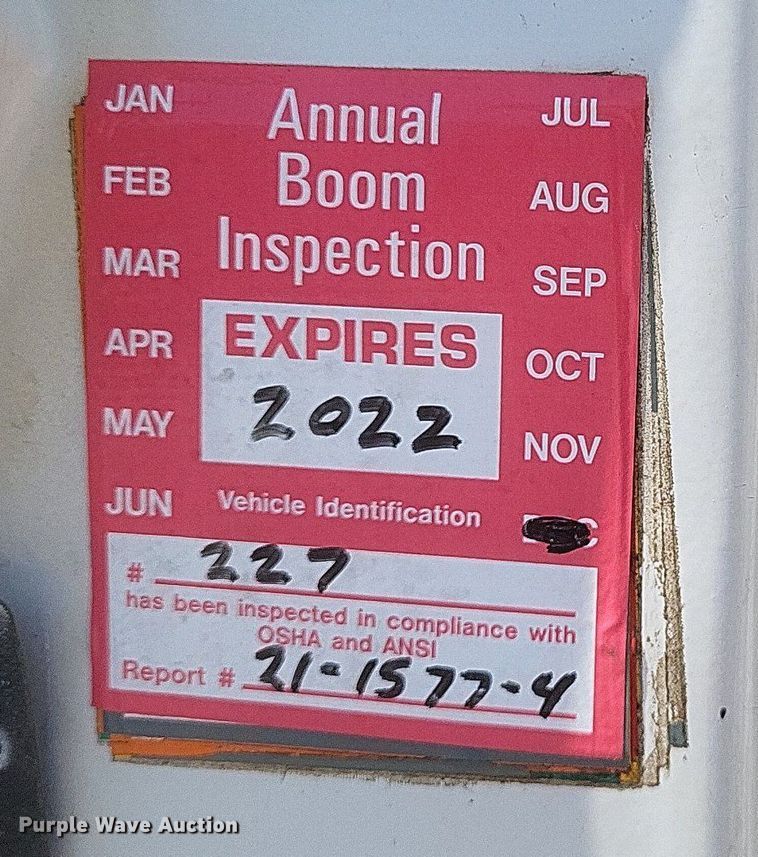 JAN
FEB
MAR
APR
MAY
JUN
Annual
Boom
Inspection
EXPIRES
2022
JUL
AUG
SEP
OCT
NOV
Vehicle Identification
# 227
has been inspected in compliance with
OSHA and ANSI
Report # 21-1577-4
Purple Wave Auction